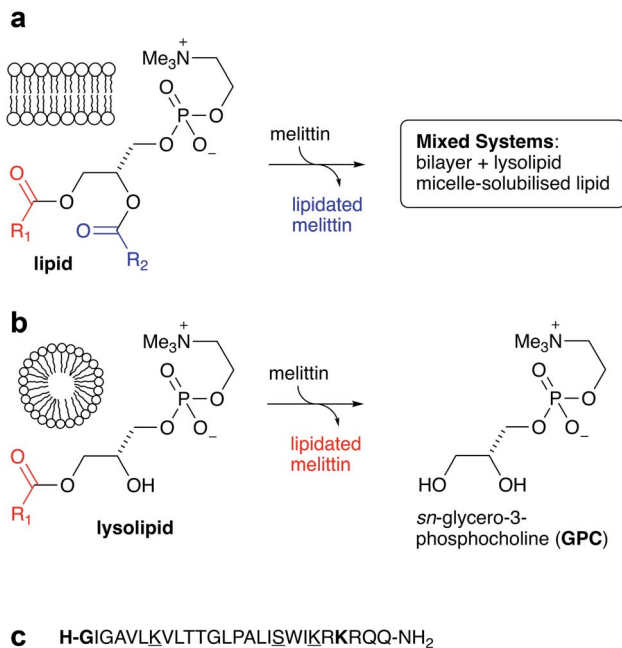 a
Me3N
+
O
P
O
O
O−
melittin
lipidated
melittin
Mixed Systems:
bilayer + lysolipid
micelle-solubilised lipid
O
O
O
R1
O
R2
lipid
b
Me3N
+
O
P
O
O
O−
melittin
lipidated
melittin
O
O
OH
R1
lysolipid
Me3N
+
O
P
O
O
O−
HO
OH
sn-glycero-3-
phosphocholine (GPC)
c H-GIGAVLKVLTTGLPALISWIKRKRQQ-NH2